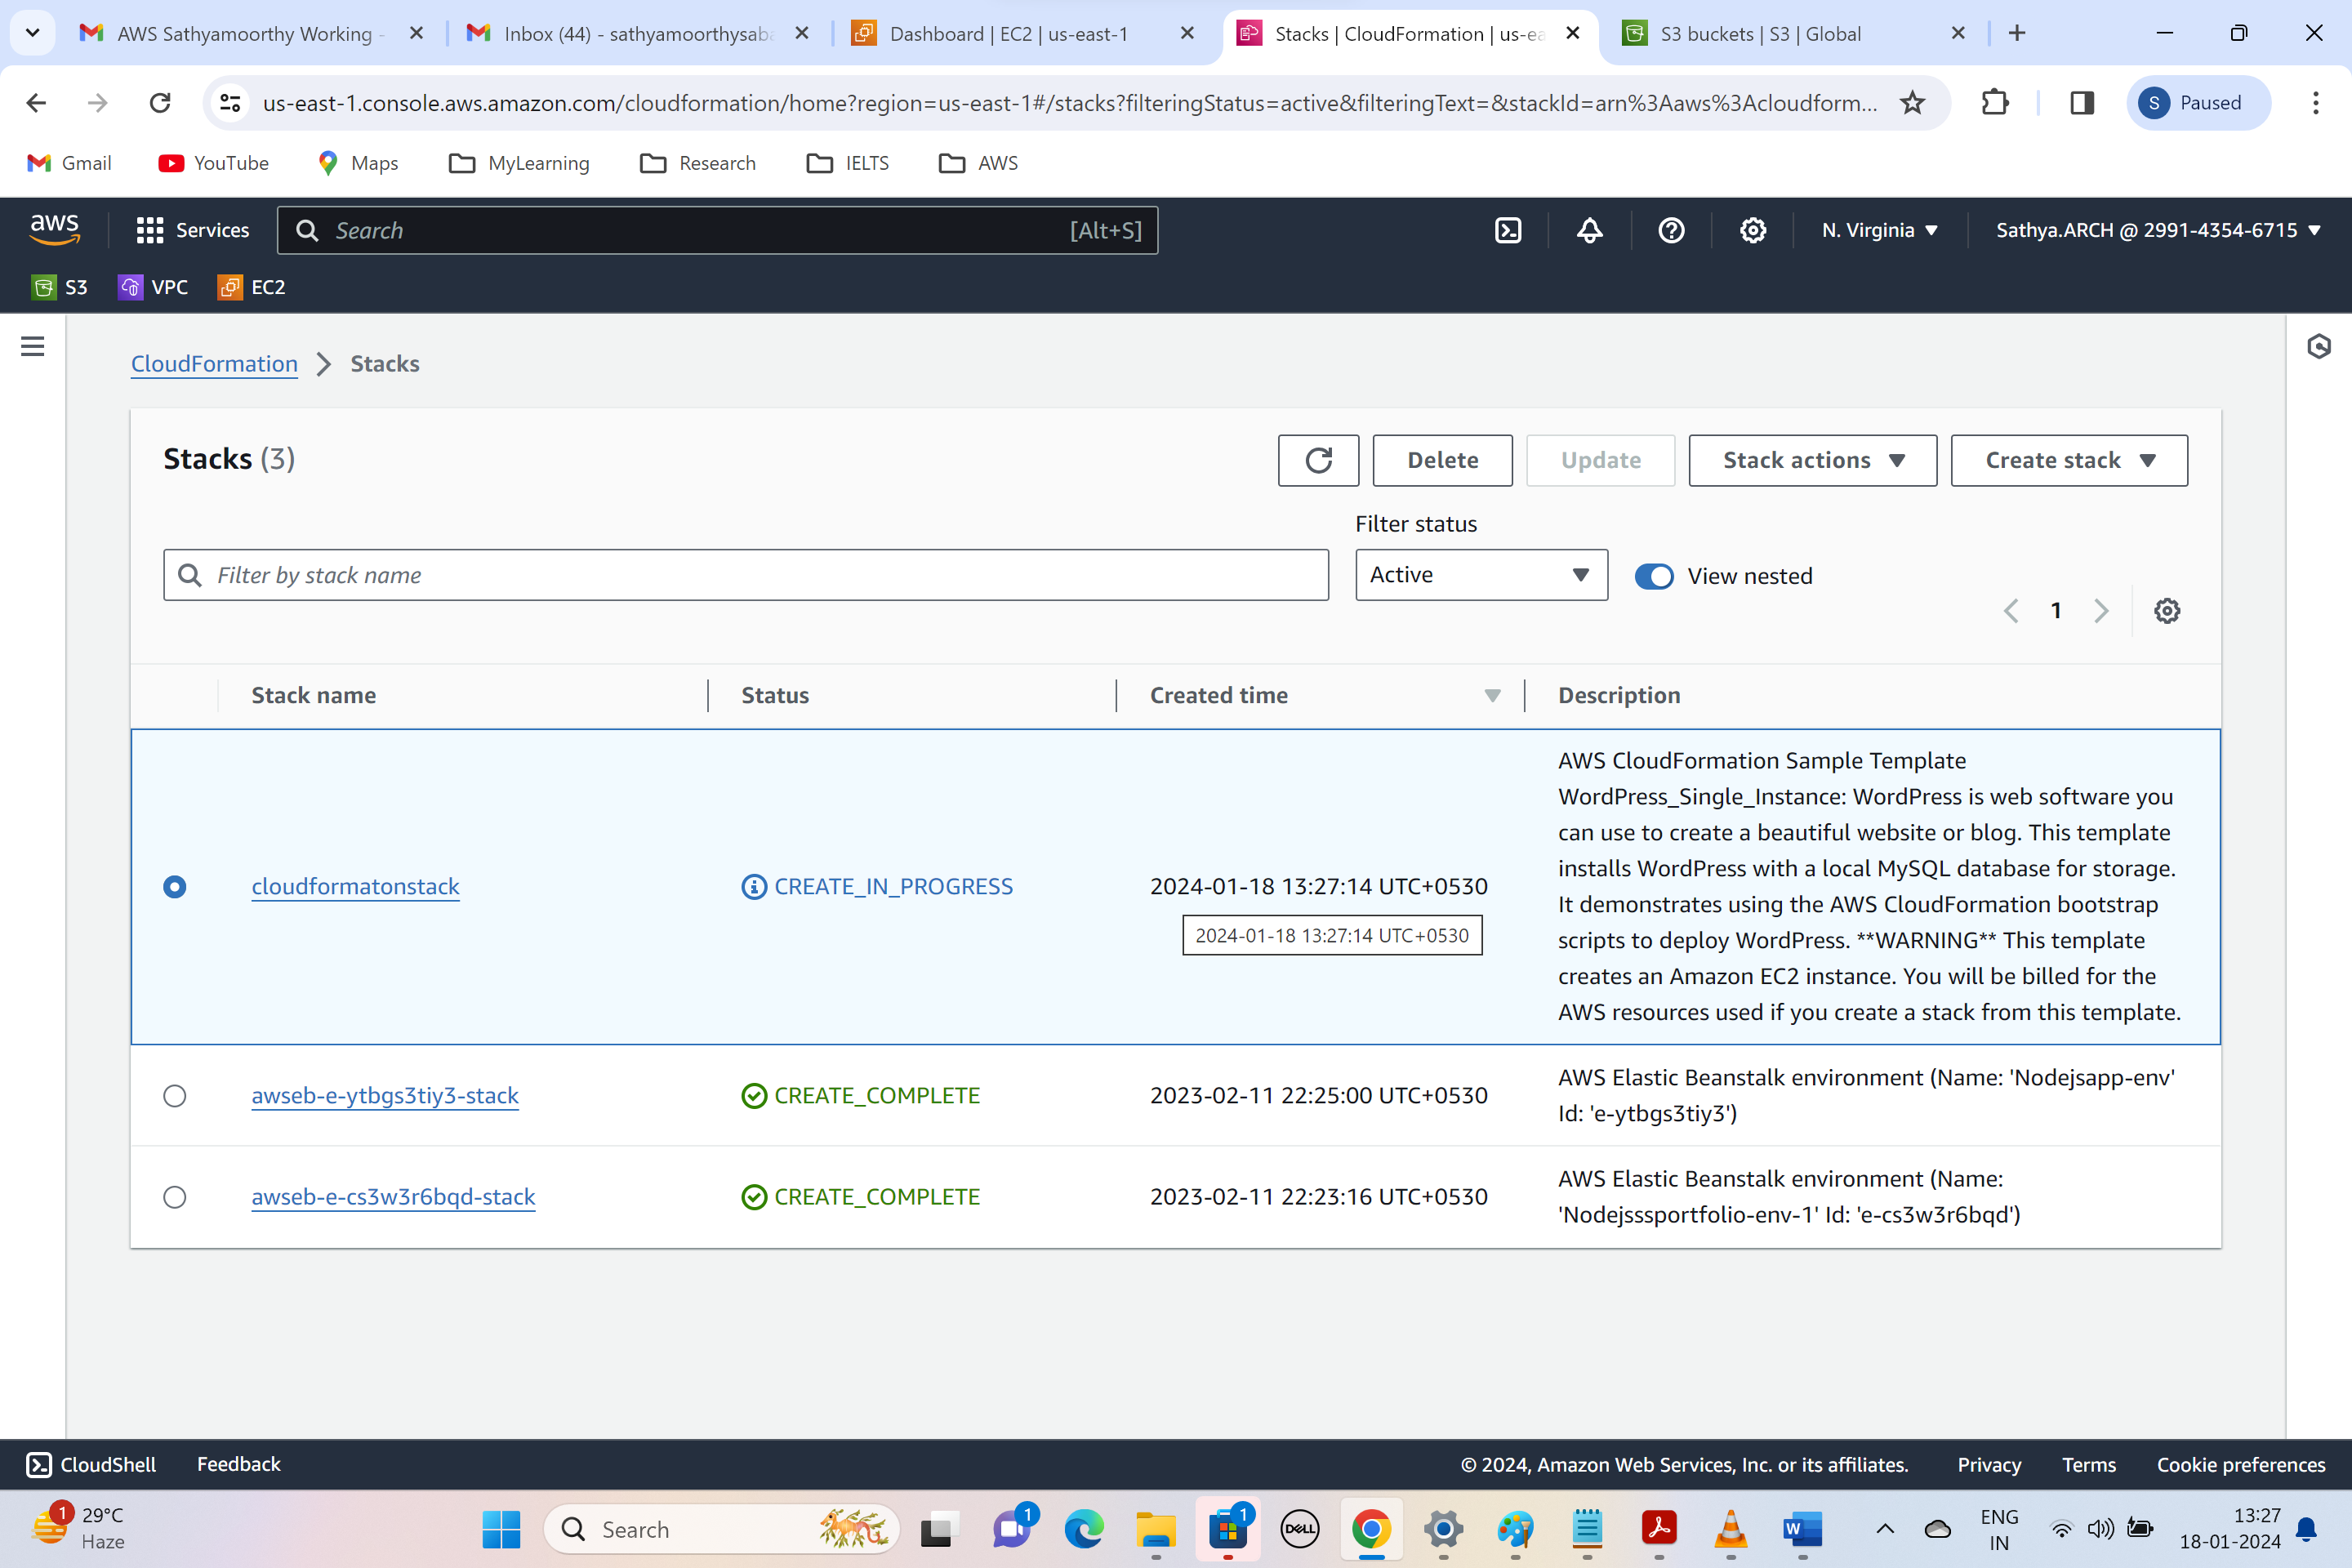 AWS Sathyamoorthy Working -
Inbox (44) - sathyamoorthysaba
Dashboard | EC2 | us-east-1
Stacks | CloudFormation | us-ea
S3 buckets | S3 | Global
us-east-1.console.aws.amazon.com/cloudformation/home?region=us-east-1#/stacks?filteringStatus=active&filteringText=&stackId=arn%3Aaws%3Acloudform...
S
Paused
Gmail
YouTube
Maps
MyLearning
Research
IELTS
AWS
aws
Services
Search
[Alt+S]
N. Virginia
Sathya.ARCH @ 2991-4354-6715
S3
VPC
EC2
CloudFormation
Stacks
Stacks (3)
Delete
Update
Stack actions
Create stack
Filter status
Filter by stack name
Active
View nested
1
Stack name
Status
Created time
Description
cloudformatonstack
CREATE_IN_PROGRESS
2024-01-18 13:27:14 UTC+0530
2024-01-18 13:27:14 UTC+0530
AWS CloudFormation Sample Template
WordPress_Single_Instance: WordPress is web software you
can use to create a beautiful website or blog. This template
installs WordPress with a local MySQL database for storage.
It demonstrates using the AWS CloudFormation bootstrap
scripts to deploy WordPress. **WARNING** This template
creates an Amazon EC2 instance. You will be billed for the
AWS resources used if you create a stack from this template.
awseb-e-ytbgs3tiy3-stack
CREATE_COMPLETE
2023-02-11 22:25:00 UTC+0530
AWS Elastic Beanstalk environment (Name: 'Nodejsapp-env'
Id: 'e-ytbgs3tiy3')
awseb-e-cs3w3r6bqd-stack
CREATE_COMPLETE
2023-02-11 22:23:16 UTC+0530
AWS Elastic Beanstalk environment (Name:
'Nodejsssportfolio-env-1' Id: 'e-cs3w3r6bqd')
CloudShell
Feedback
© 2024, Amazon Web Services, Inc. or its affiliates.
Privacy
Terms
Cookie preferences
1
29°C
Haze
Search
1
1
DELL
W
ENG
IN
13:27
18-01-2024